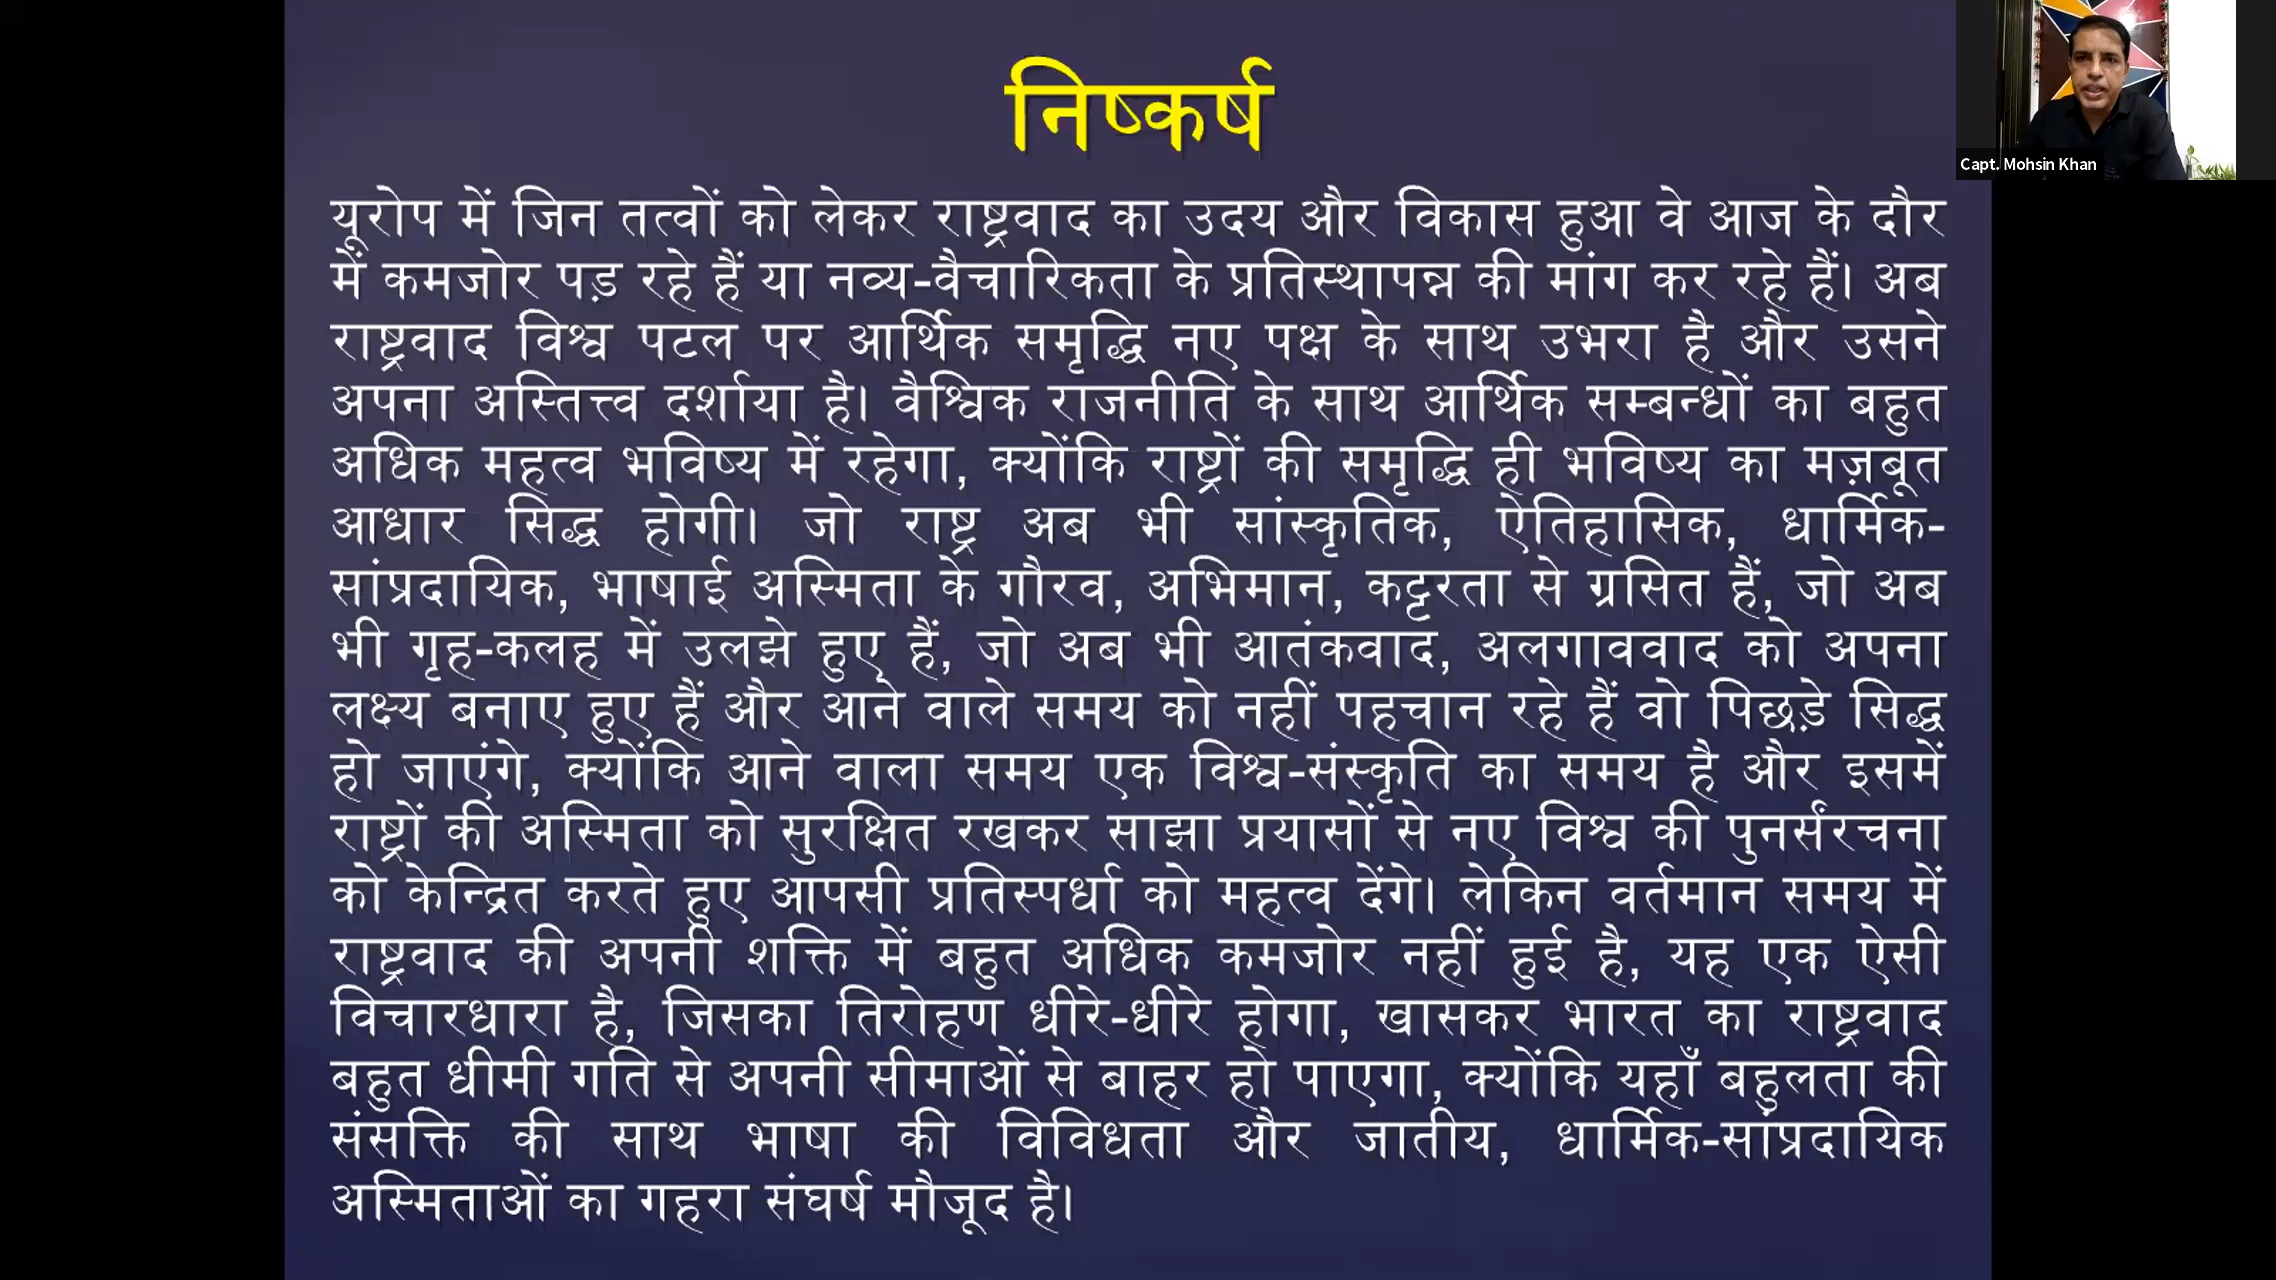 निष्कर्ष
Capt. Mohsin Khan
यूरोप में जिन तत्वों को लेकर राष्ट्रवाद का उदय और विकास हुआ वे आज के दौर
में कमजोर पड़ रहे हैं या नव्य-वैचारिकता के प्रतिस्थापन्न की मांग कर रहे हैं। अब
राष्ट्रवाद विश्व पटल पर आर्थिक समृद्धि नए पक्ष के साथ उभरा है और उसने
अपना अस्तित्त्व दर्शाया है। वैश्विक राजनीति के साथ आर्थिक सम्बन्धों का बहुत
अधिक महत्व भविष्य में रहेगा, क्योंकि राष्ट्रों की समृद्धि ही भविष्य का मज़बूत
आधार सिद्ध होगी। जो राष्ट्र अब भी सांस्कृतिक, ऐतिहासिक, धार्मिक-
सांप्रदायिक, भाषाई अस्मिता के गौरव, अभिमान, कट्टरता से ग्रसित हैं, जो अब
भी गृह-कलह में उलझे हुए हैं, जो अब भी आतंकवाद, अलगाववाद को अपना
लक्ष्य बनाए हुए हैं और आने वाले समय को नहीं पहचान रहे हैं वो पिछड़े सिद्ध
हो जाएंगे, क्योंकि आने वाला समय एक विश्व-संस्कृति का समय है और इसमें
राष्ट्रों की अस्मिता को सुरक्षित रखकर साझा प्रयासों से नए विश्व की पुनर्संरचना
को केन्द्रित करते हुए आपसी प्रतिस्पर्धा को महत्व देंगे। लेकिन वर्तमान समय में
राष्ट्रवाद की अपनी शक्ति में बहुत अधिक कमजोर नहीं हुई है, यह एक ऐसी
विचारधारा है, जिसका तिरोहण धीरे-धीरे होगा, खासकर भारत का राष्ट्रवाद
बहुत धीमी गति से अपनी सीमाओं से बाहर हो पाएगा, क्योंकि यहाँ बहुलता की
संसक्ति की साथ भाषा की विविधता और जातीय, धार्मिक-सांप्रदायिक
अस्मिताओं का गहरा संघर्ष मौजूद है।